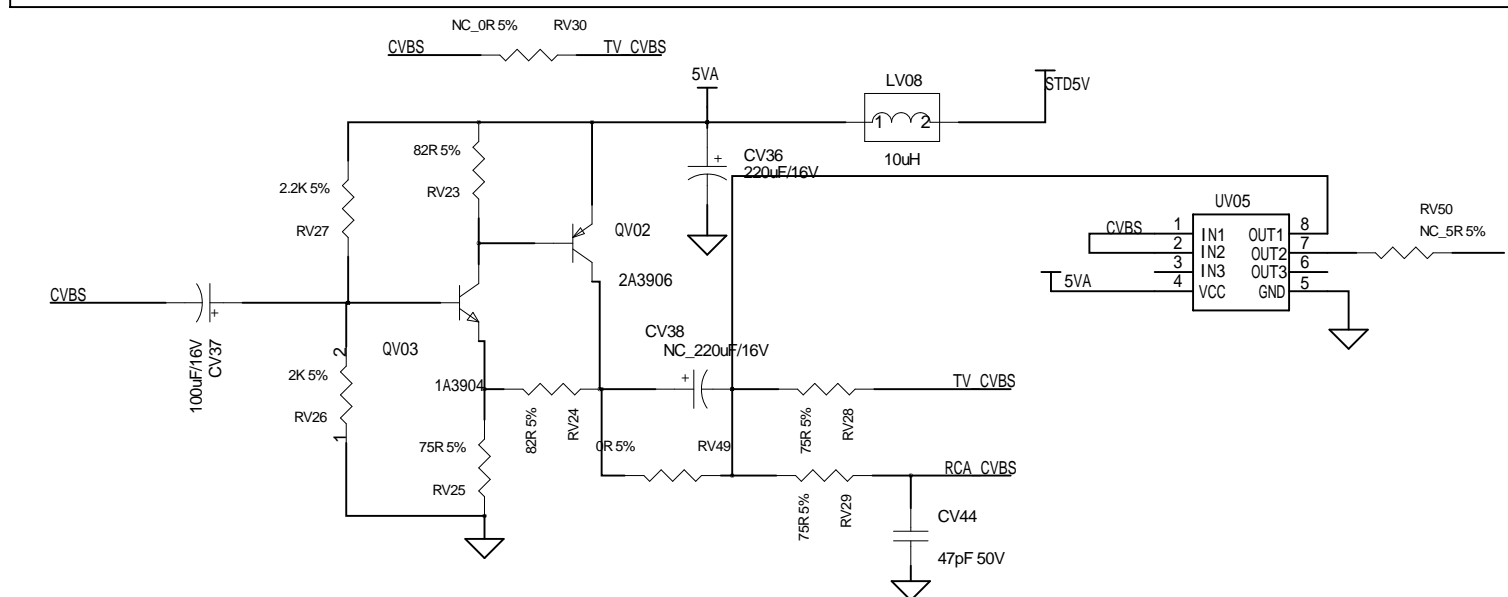 NC_0R 5% RV30
CVBS TV_CVBS
5VA
LV08
STD5V
1 2
10uH
82R 5%
RV23
CV36
220uF/16V
2.2K 5%
RV27
QV02
2A3906
UV05
CVBS
1 IN1 OUT1 8
2 IN2 OUT2 7
3 IN3 OUT3 6
4 VCC GND 5
5VA
RV50
NC_5R 5%
CVBS
100uF/16V
CV37
QV03
1A3904
2
2K 5%
RV26
1
CV38
NC_220uF/16V
82R 5%
RV24
75R 5%
RV28
TV_CVBS
75R 5%
RV25
0R 5% RV49
75R 5%
RV29
RCA_CVBS
CV44
47pF 50V